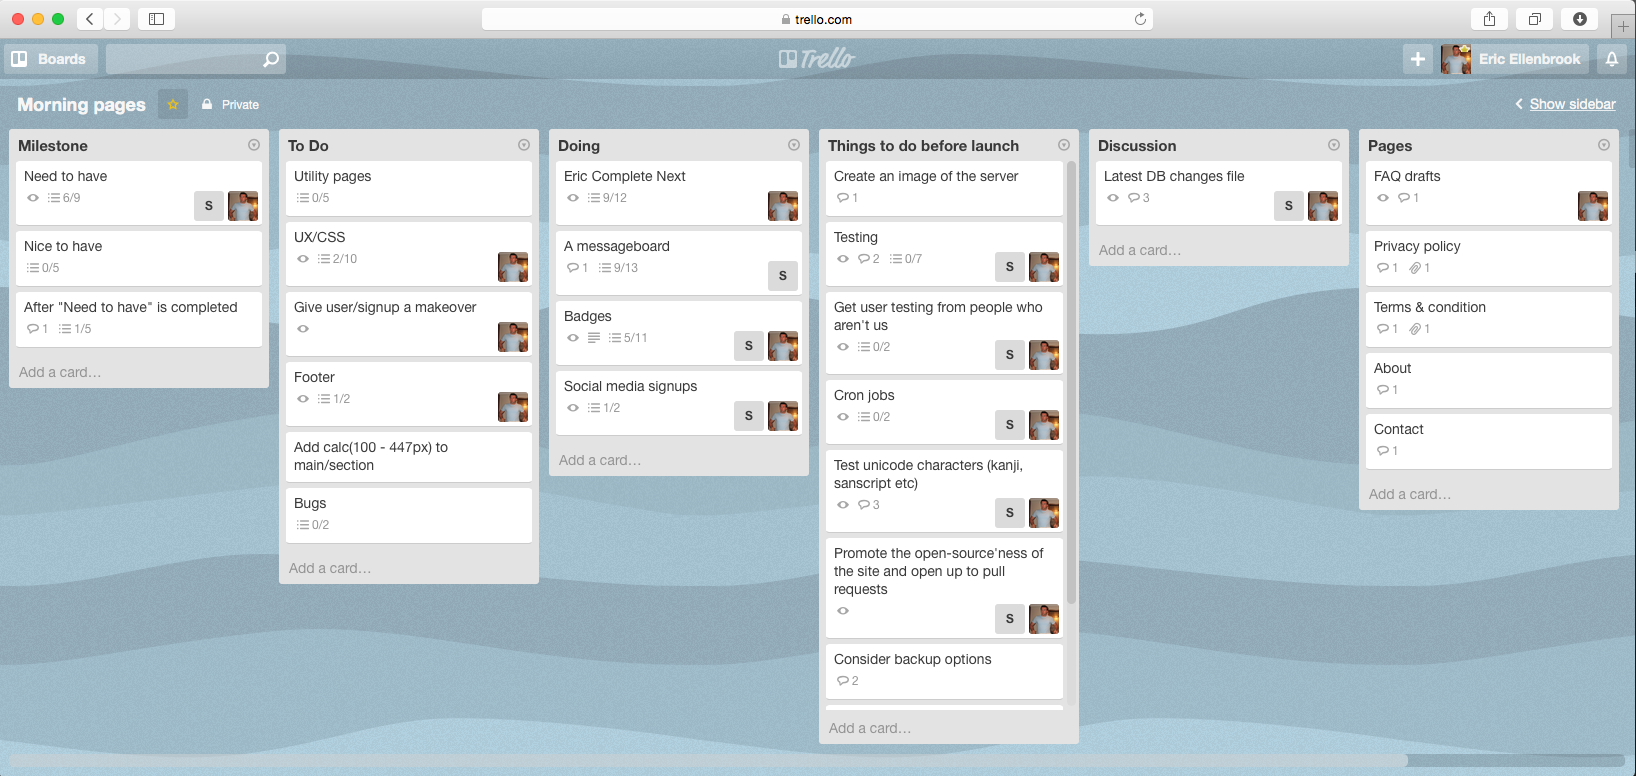 trello.com
Boards
Trello
Eric Ellenbrook
Morning pages
Private
Show sidebar
Milestone
Need to have
6/9
S
Nice to have
0/5
After "Need to have" is completed
1 1/5
Add a card…
To Do
Utility pages
0/5
UX/CSS
2/10
Give user/signup a makeover
Footer
1/2
Add calc(100 - 447px) to
main/section
Bugs
0/2
Add a card…
Doing
Eric Complete Next
9/12
A messageboard
1 9/13
S
Badges
5/11
S
Social media signups
1/2
S
Add a card…
Things to do before launch
Create an image of the server
1
Testing
2 0/7
S
Get user testing from people who
aren't us
0/2
S
Cron jobs
0/2
S
Test unicode characters (kanji,
sanscript etc)
3
S
Promote the open-source'ness of
the site and open up to pull
requests
S
Consider backup options
2
Add a card…
Discussion
Latest DB changes file
3
S
Add a card…
Pages
FAQ drafts
1
Privacy policy
1 1
Terms & condition
1 1
About
1
Contact
1
Add a card…